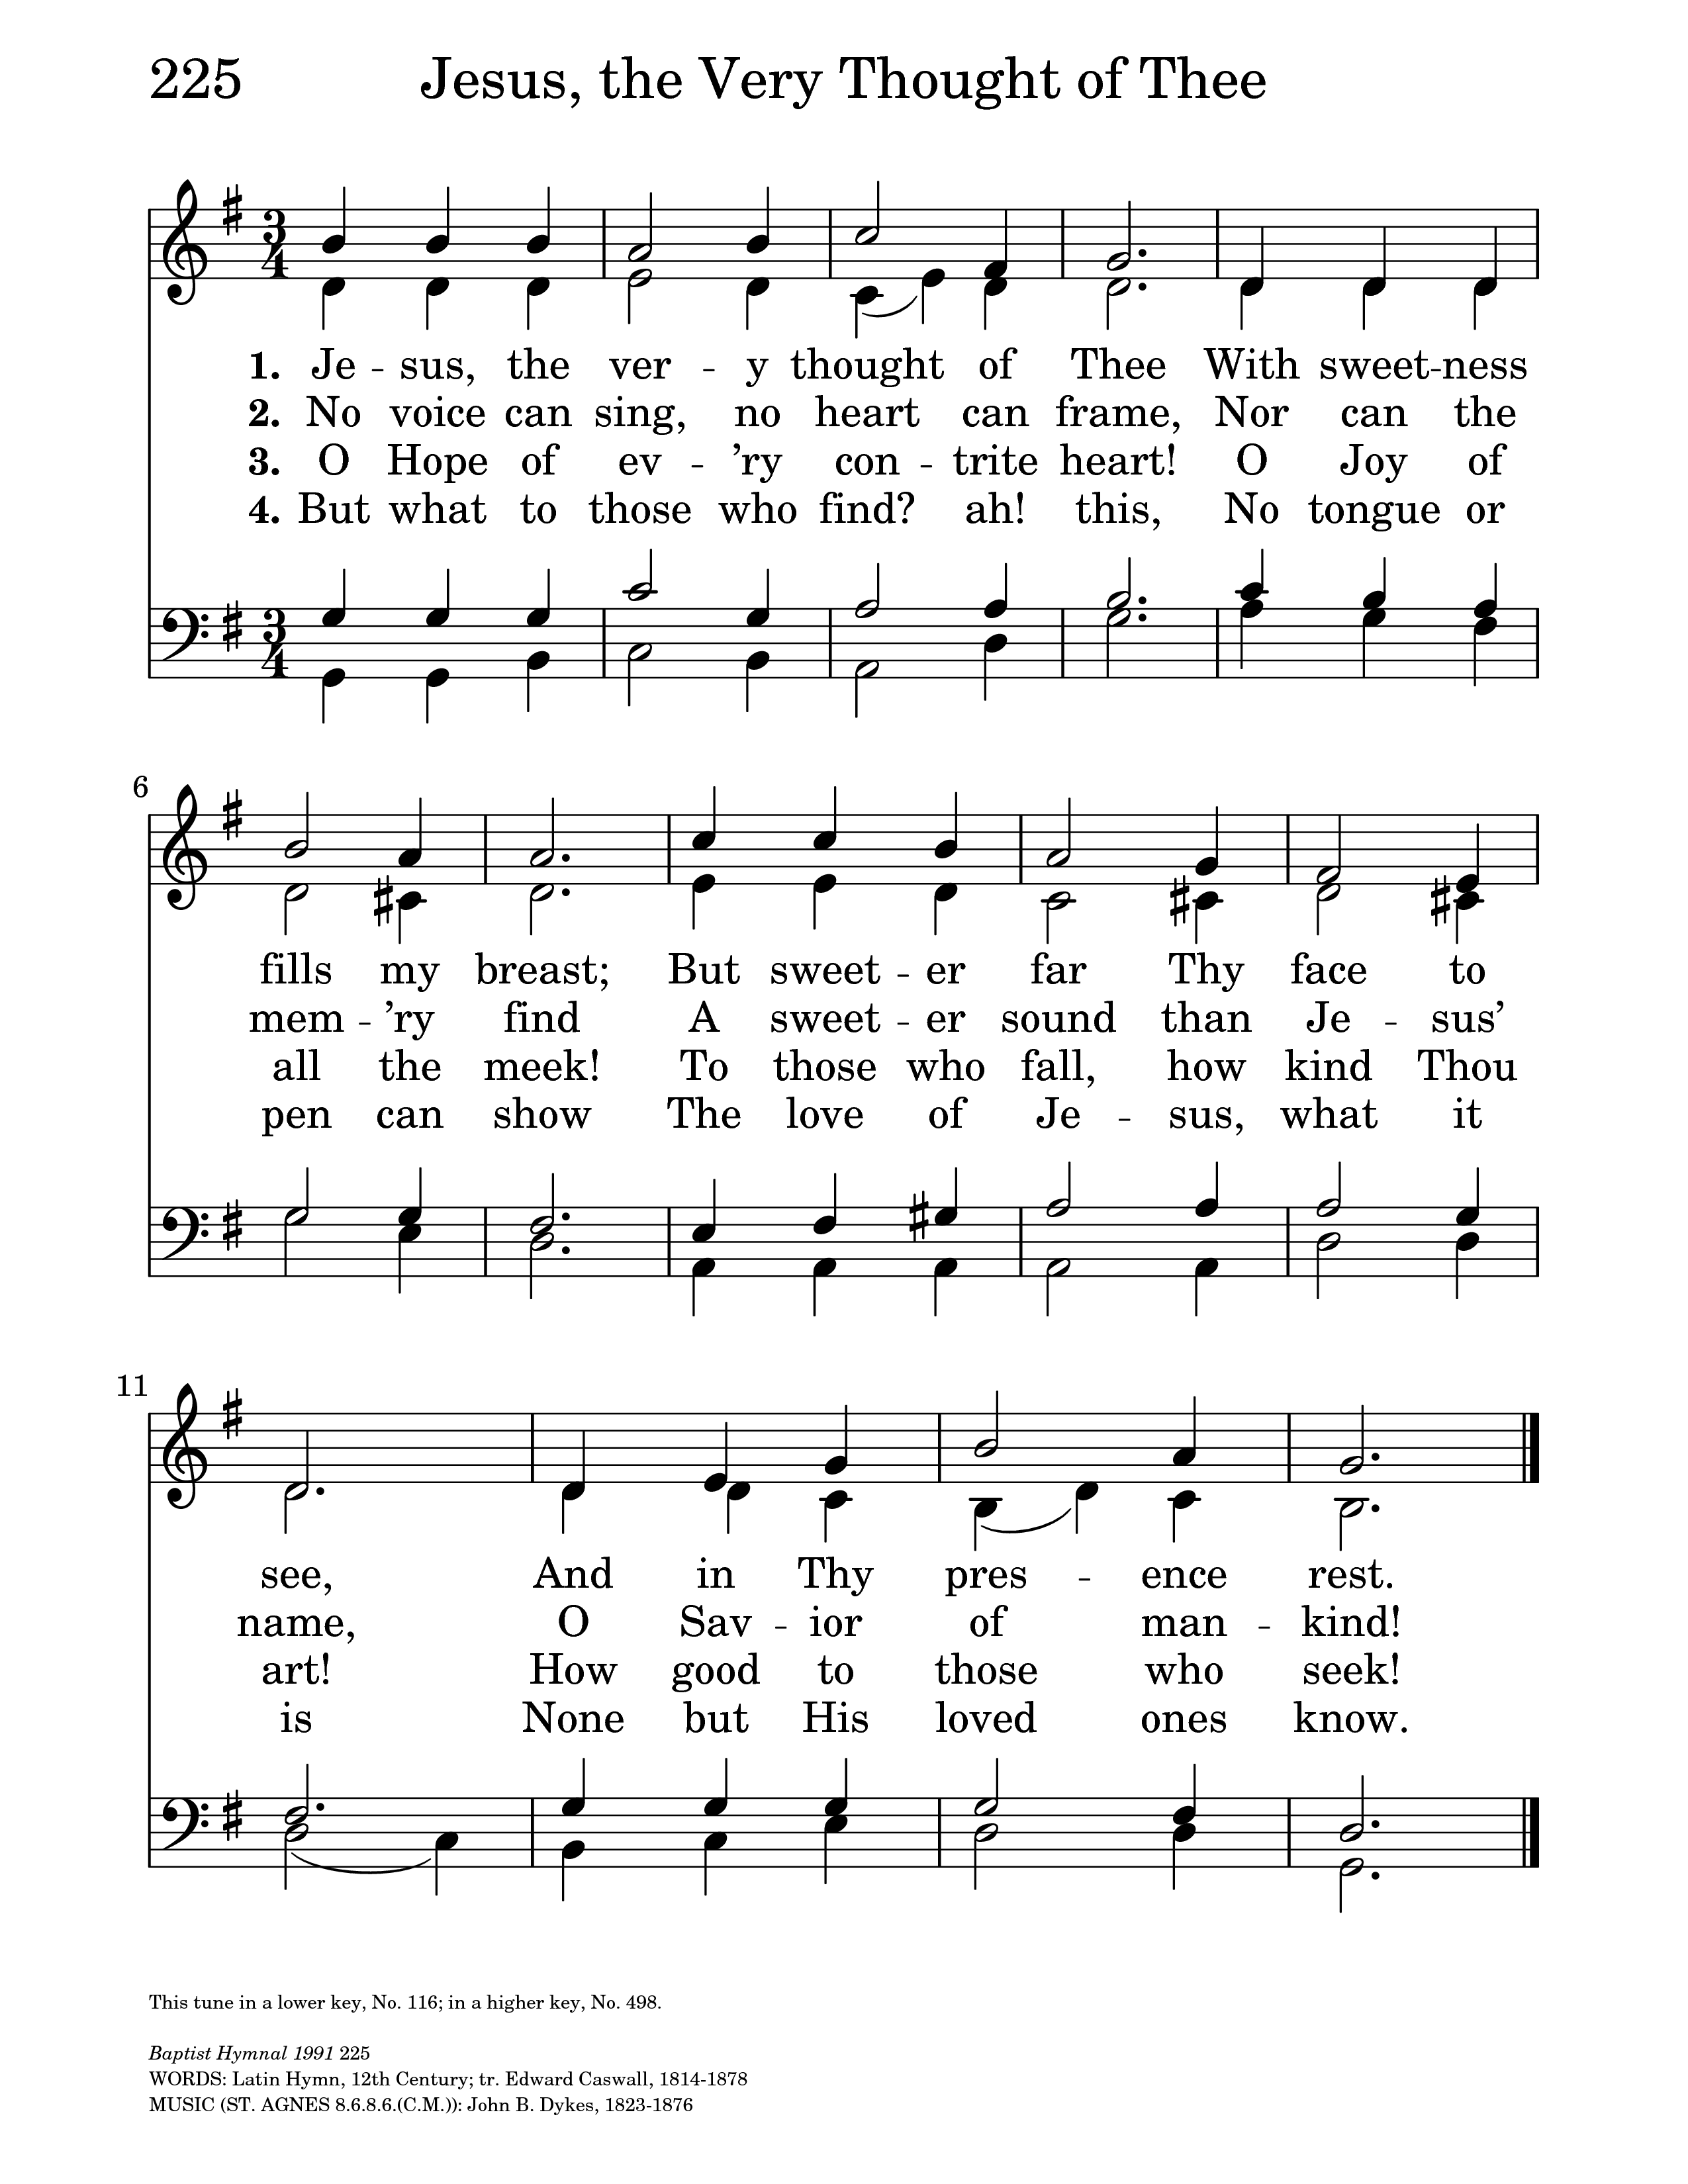 225 Jesus, the Very Thought of Thee
3
4
1. Je - sus, the ver - y thought of Thee With sweet - ness
2. No voice can sing, no heart can frame, Nor can the
3. O Hope of ev - ’ry con - trite heart! O Joy of
4. But what to those who find? ah! this, No tongue or
3
4
6
fills my breast; But sweet - er far Thy face to
mem - ’ry find A sweet - er sound than Je - sus’
all the meek! To those who fall, how kind Thou
pen can show The love of Je - sus, what it
11
see, And in Thy pres - ence rest.
name, O Sav - ior of man - kind!
art! How good to those who seek!
is None but His loved ones know.
This tune in a lower key, No. 116; in a higher key, No. 498.
Baptist Hymnal 1991 225
WORDS: Latin Hymn, 12th Century; tr. Edward Caswall, 1814-1878
MUSIC (ST. AGNES 8.6.8.6.(C.M.)): John B. Dykes, 1823-1876